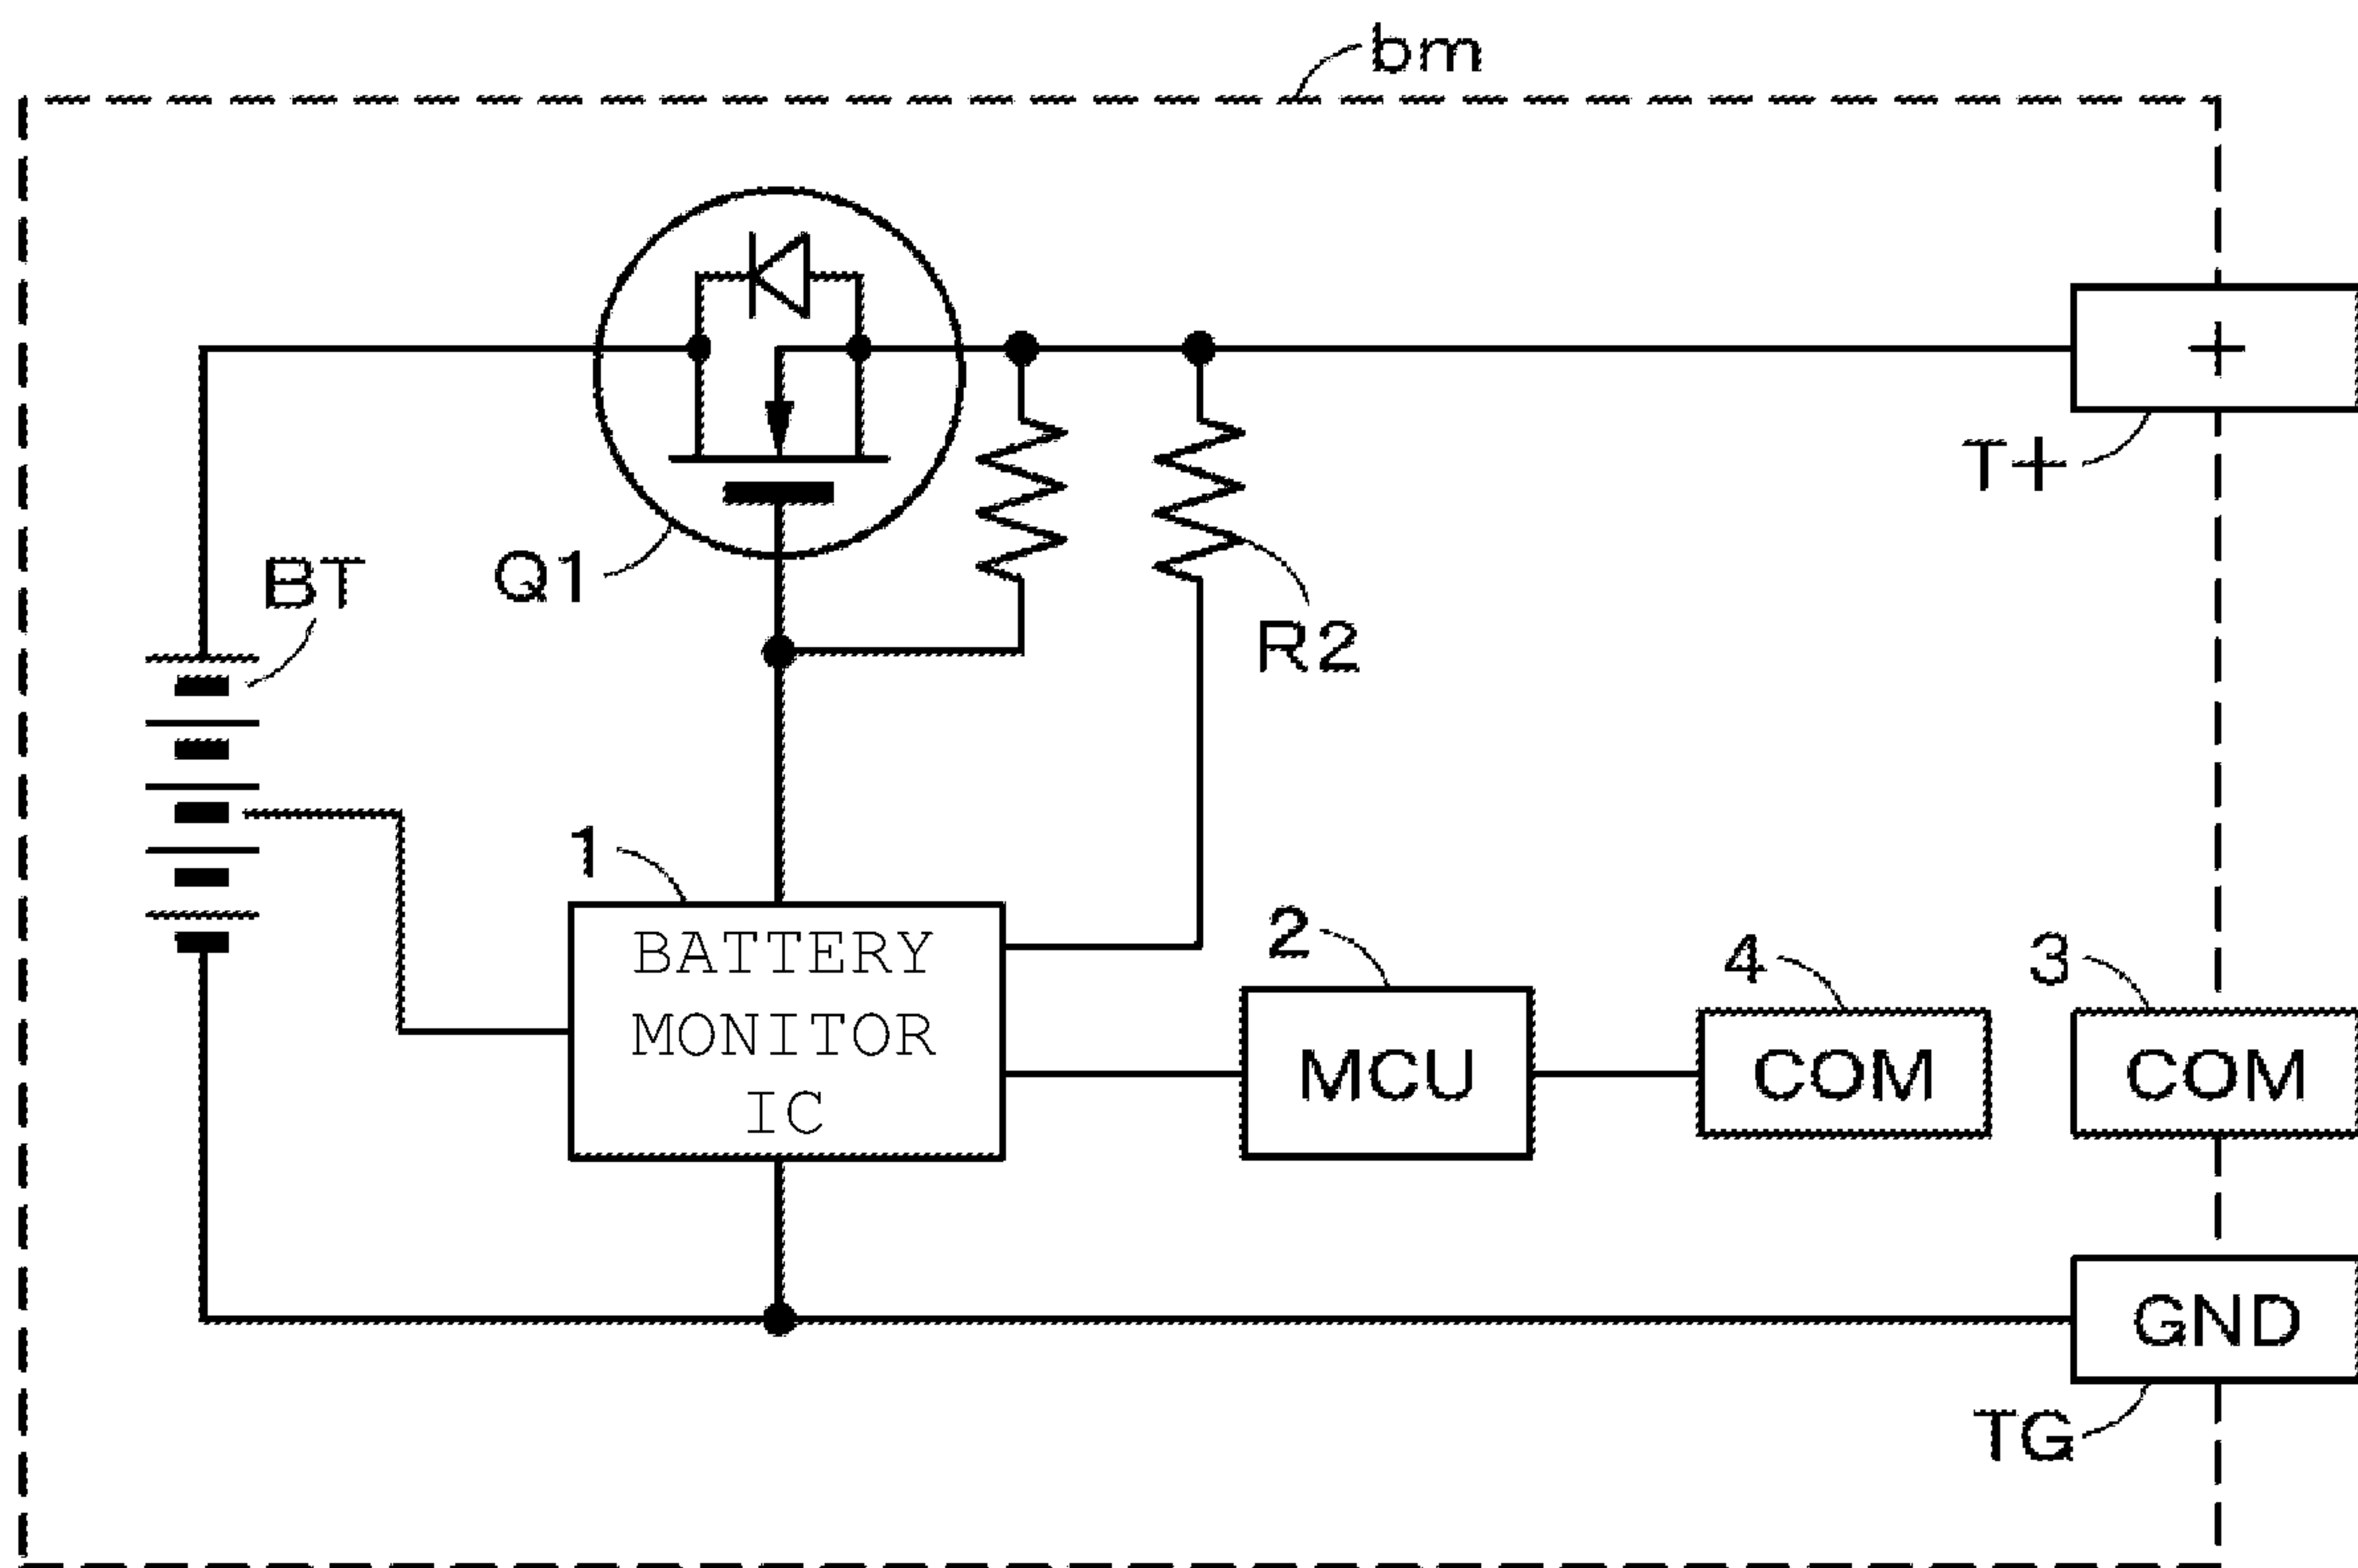 bm
+
T+
Q1
BT
R2
1
BATTERY
MONITOR
IC
2
MCU
4
COM
3
COM
GND
TG